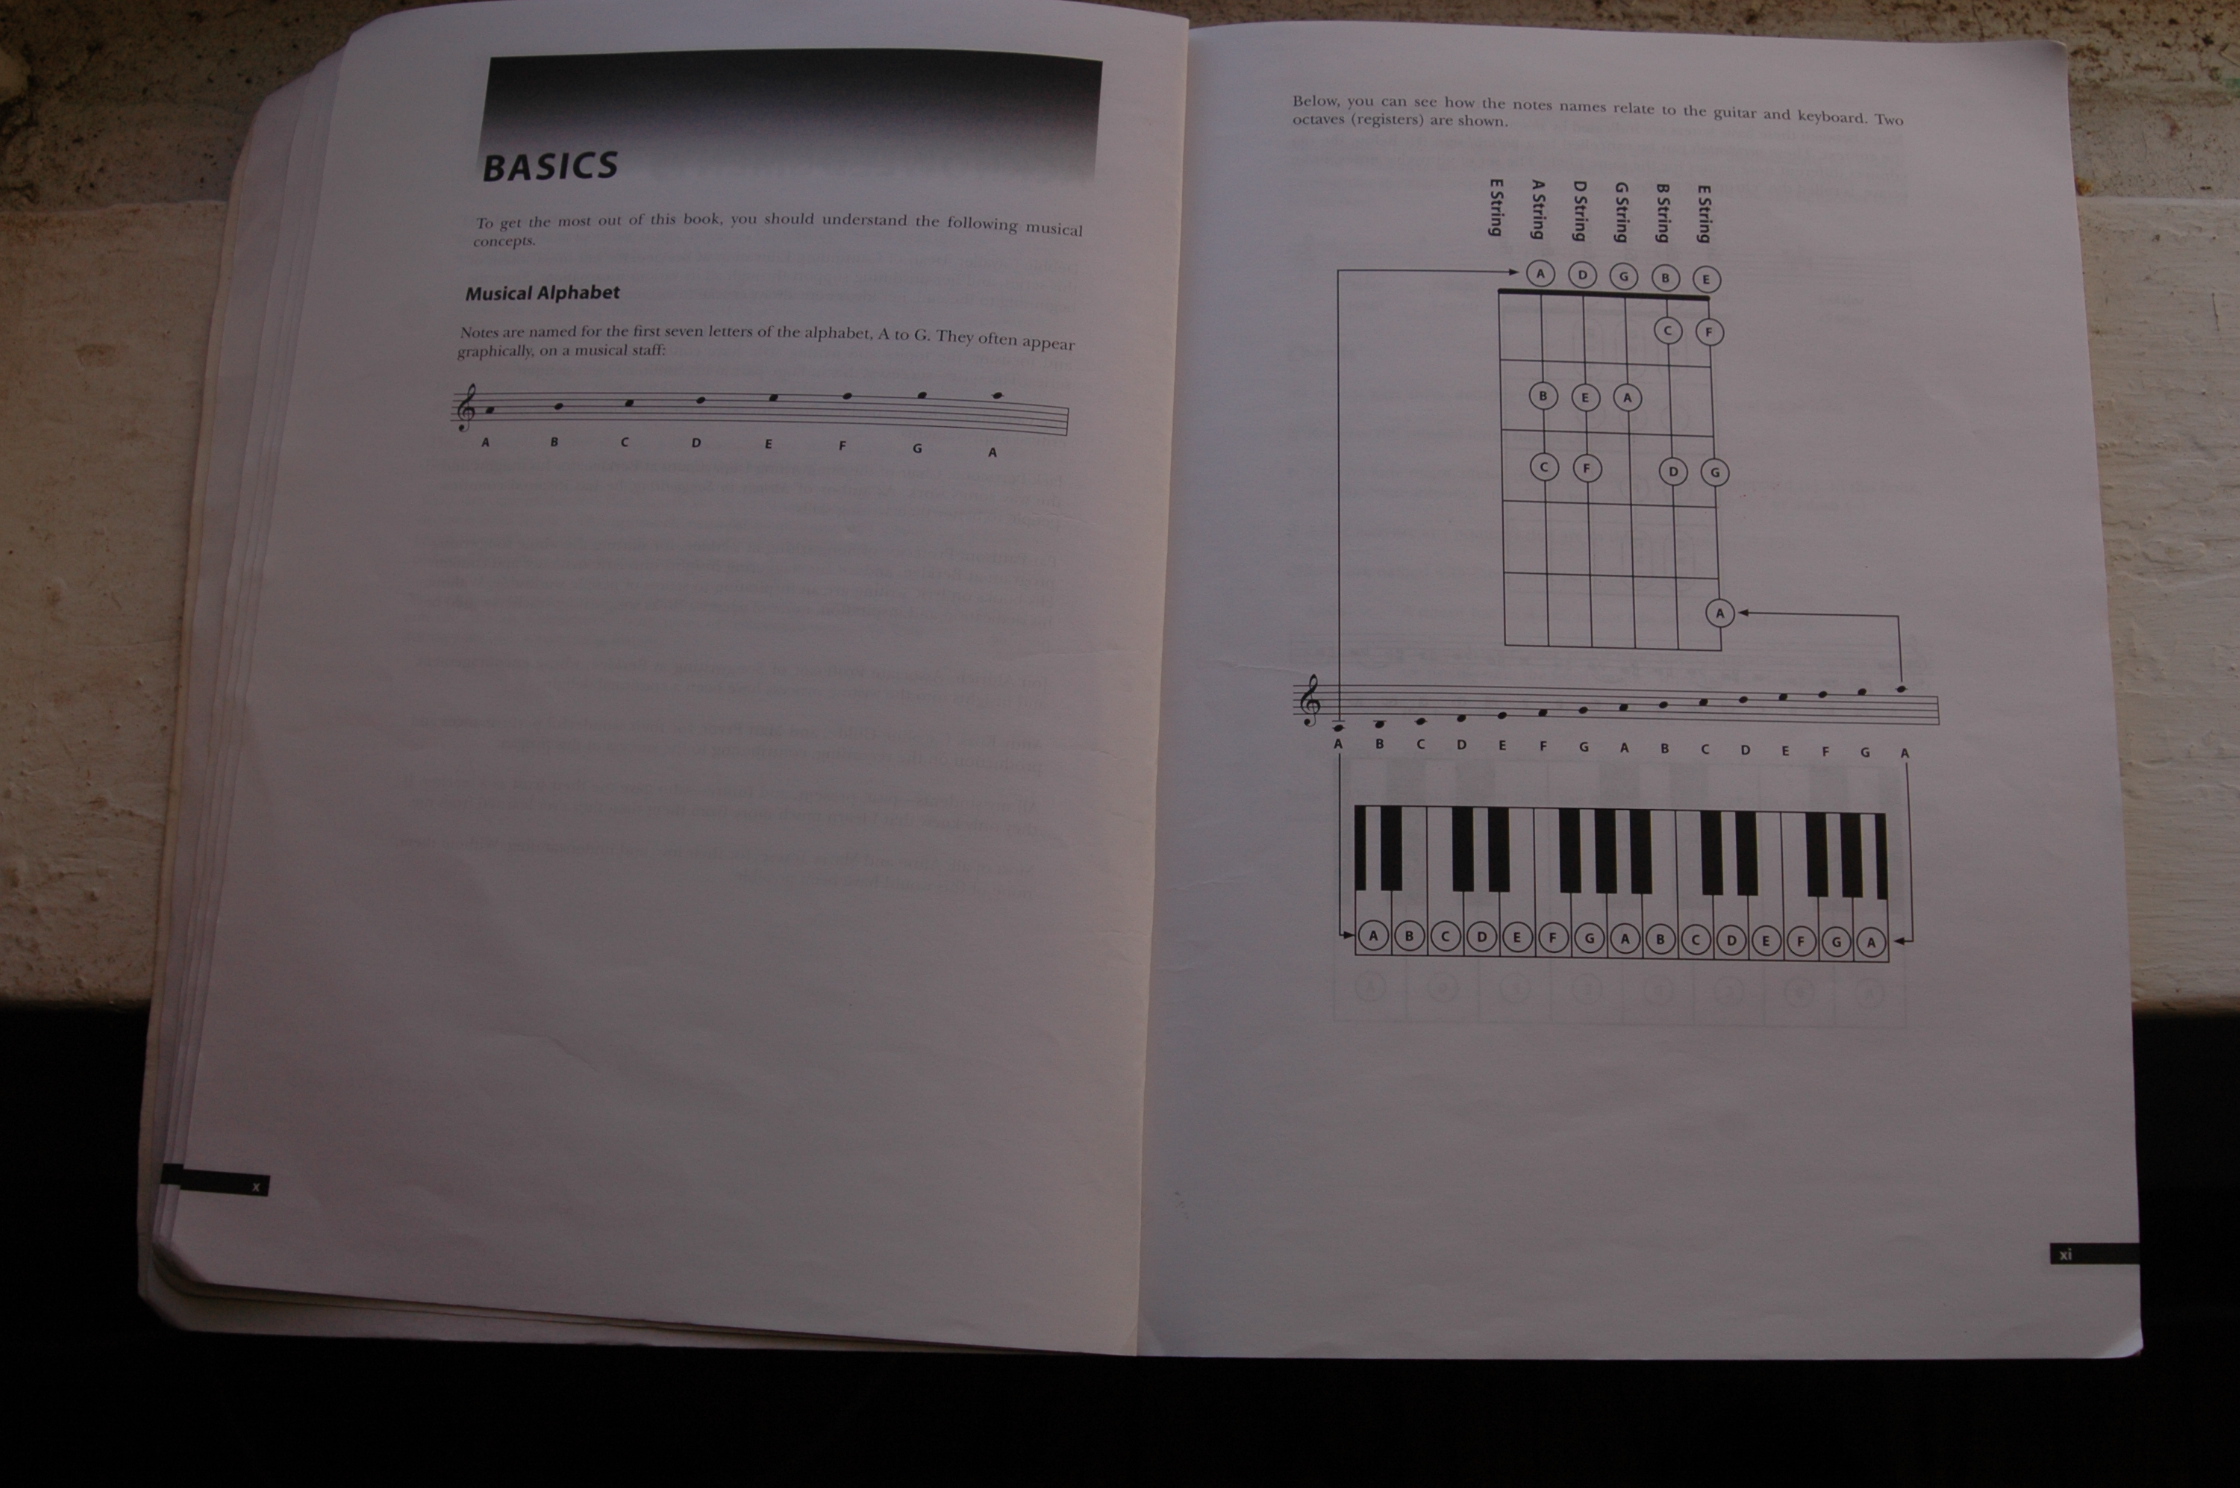 BASICS
To get the most out of this book, you should understand the following musical
concepts.
Musical Alphabet
Notes are named for the first seven letters of the alphabet, A to G. They often appear
graphically, on a musical staff:
A B C D E F G A
x
Below, you can see how the notes names relate to the guitar and keyboard. Two
octaves (registers) are shown.
E String
A String
D String
G String
B String
E String
A D G B E
C F
B E A
C F D G
A
A B C D E F G A B C D E F G A
A B C D E F G A B C D E F G A
xi